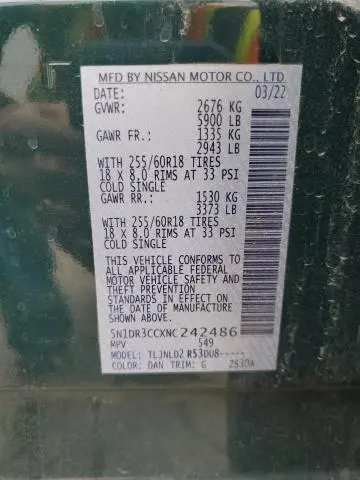 MFD BY NISSAN MOTOR CO., LTD.
DATE: 03/22
GVWR: 2676 KG
5900 LB
GAWR FR.: 1335 KG
2943 LB
WITH 255/60R18 TIRES
18 X 8.0 RIMS AT 33 PSI
COLD SINGLE
GAWR RR.: 1530 KG
3373 LB
WITH 255/60R18 TIRES
18 X 8.0 RIMS AT 33 PSI
COLD SINGLE
THIS VEHICLE CONFORMS TO
ALL APPLICABLE FEDERAL
MOTOR VEHICLE SAFETY AND
THEFT PREVENTION
STANDARDS IN EFFECT ON THE
DATE OF MANUFACTURE
SHOWN ABOVE.
5N1DR3CCXNC242486
MPV 549
MODEL: TLJNLD2 R53DU8-----
COLOR: DAN TRIM: G 2530A